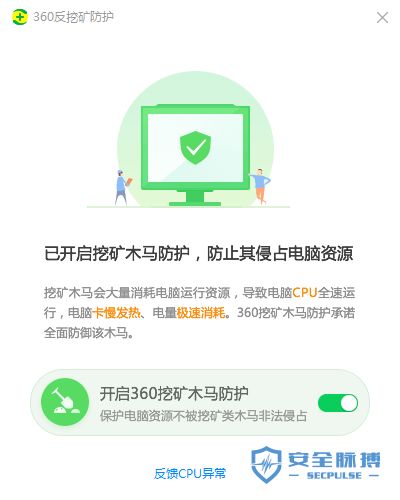 360反挖矿防护
已开启挖矿木马防护，防止其侵占电脑资源
挖矿木马会大量消耗电脑运行资源，导致电脑CPU全速运
行，电脑卡慢发热、电量极速消耗。360挖矿木马防护承诺
全面防御该木马。
开启360挖矿木马防护
保护电脑资源不被挖矿类木马非法侵占
反馈CPU异常
安全脉搏
SECPULSE